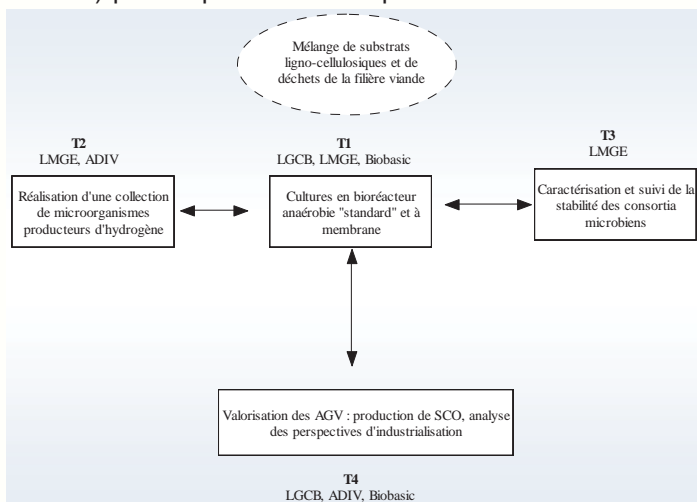 Mélange de substrats
ligno-cellulosiques et de
déchets de la filière viande
T2
LMGE, ADIV
T1
LGCB, LMGE, Biobasic
T3
LMGE
Réalisation d'une collection
de microorganismes
producteurs d'hydrogène
Cultures en bioréacteur
anaérobie "standard" et à
membrane
Caractérisation et suivi de la
stabilité des consortia
microbiens
Valorisation des AGV : production de SCO, analyse
des perspectives d'industrialisation
T4
LGCB, ADIV, Biobasic